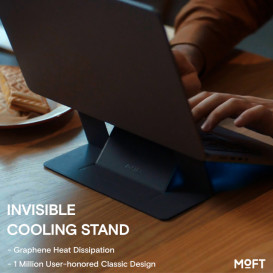 INVISIBLE
COOLING STAND
- Graphene Heat Dissipation
- 1 Million User-honored Classic Design
MOFT